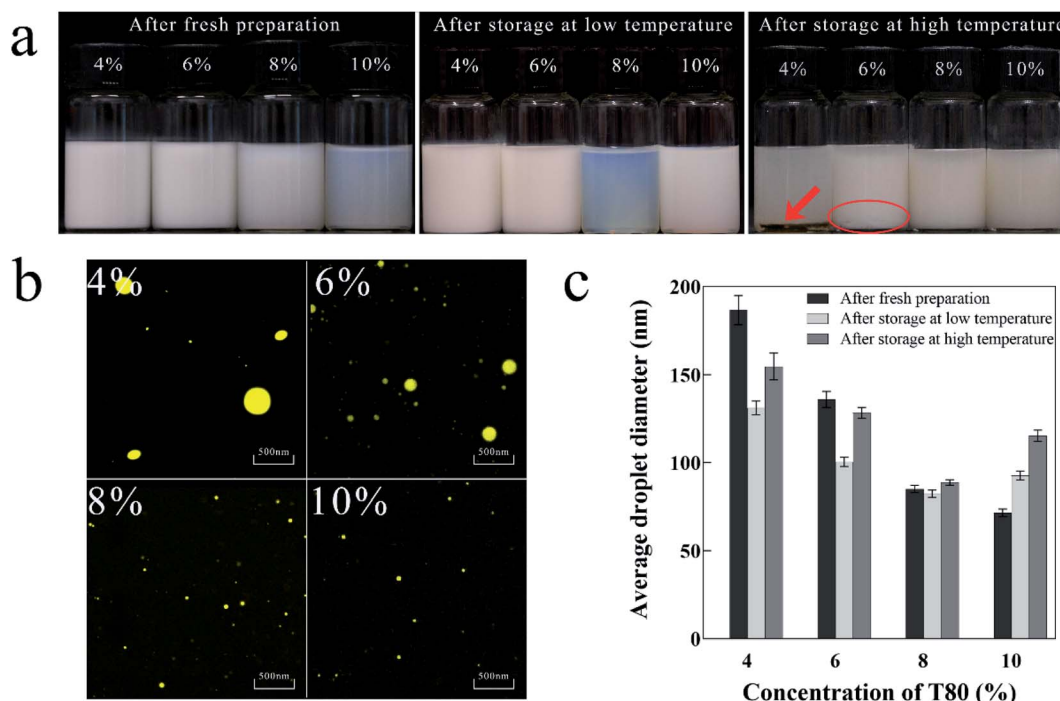 a
After fresh preparation
After storage at low temperature
After storage at high temperature
4% 6% 8% 10%
4% 6% 8% 10%
4% 6% 8% 10%
b
4%
500nm
6%
500nm
8%
500nm
10%
500nm
c
After fresh preparation
After storage at low temperature
After storage at high temperature
Average droplet diameter (nm)
200
150
100
50
0
4 6 8 10
Concentration of T80 (%)